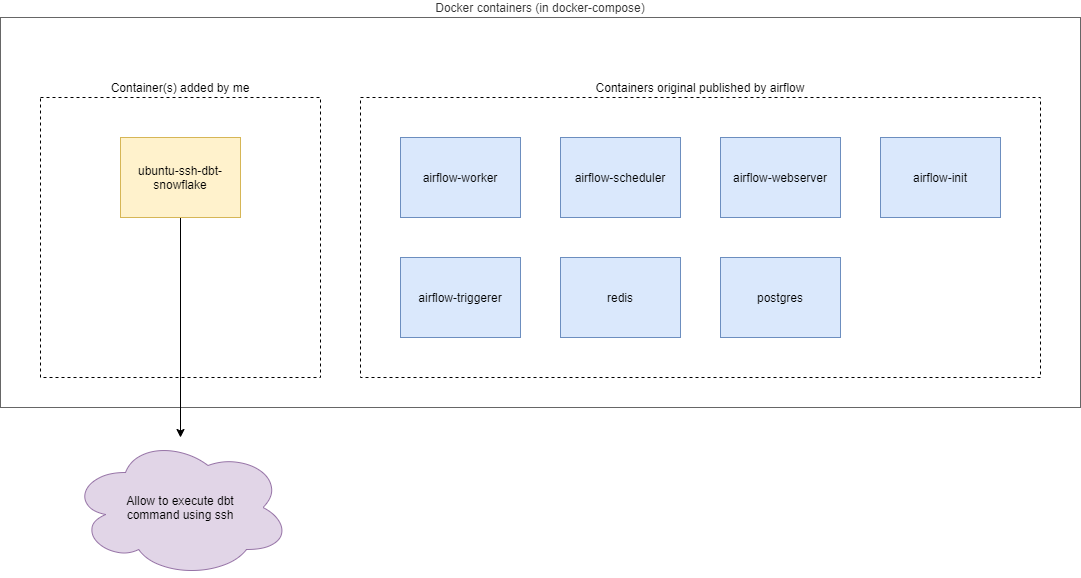 Docker containers (in docker-compose)
Container(s) added by me
Containers original published by airflow
ubuntu-ssh-dbt-
snowflake
airflow-worker
airflow-scheduler
airflow-webserver
airflow-init
airflow-triggerer
redis
postgres
Allow to execute dbt
command using ssh